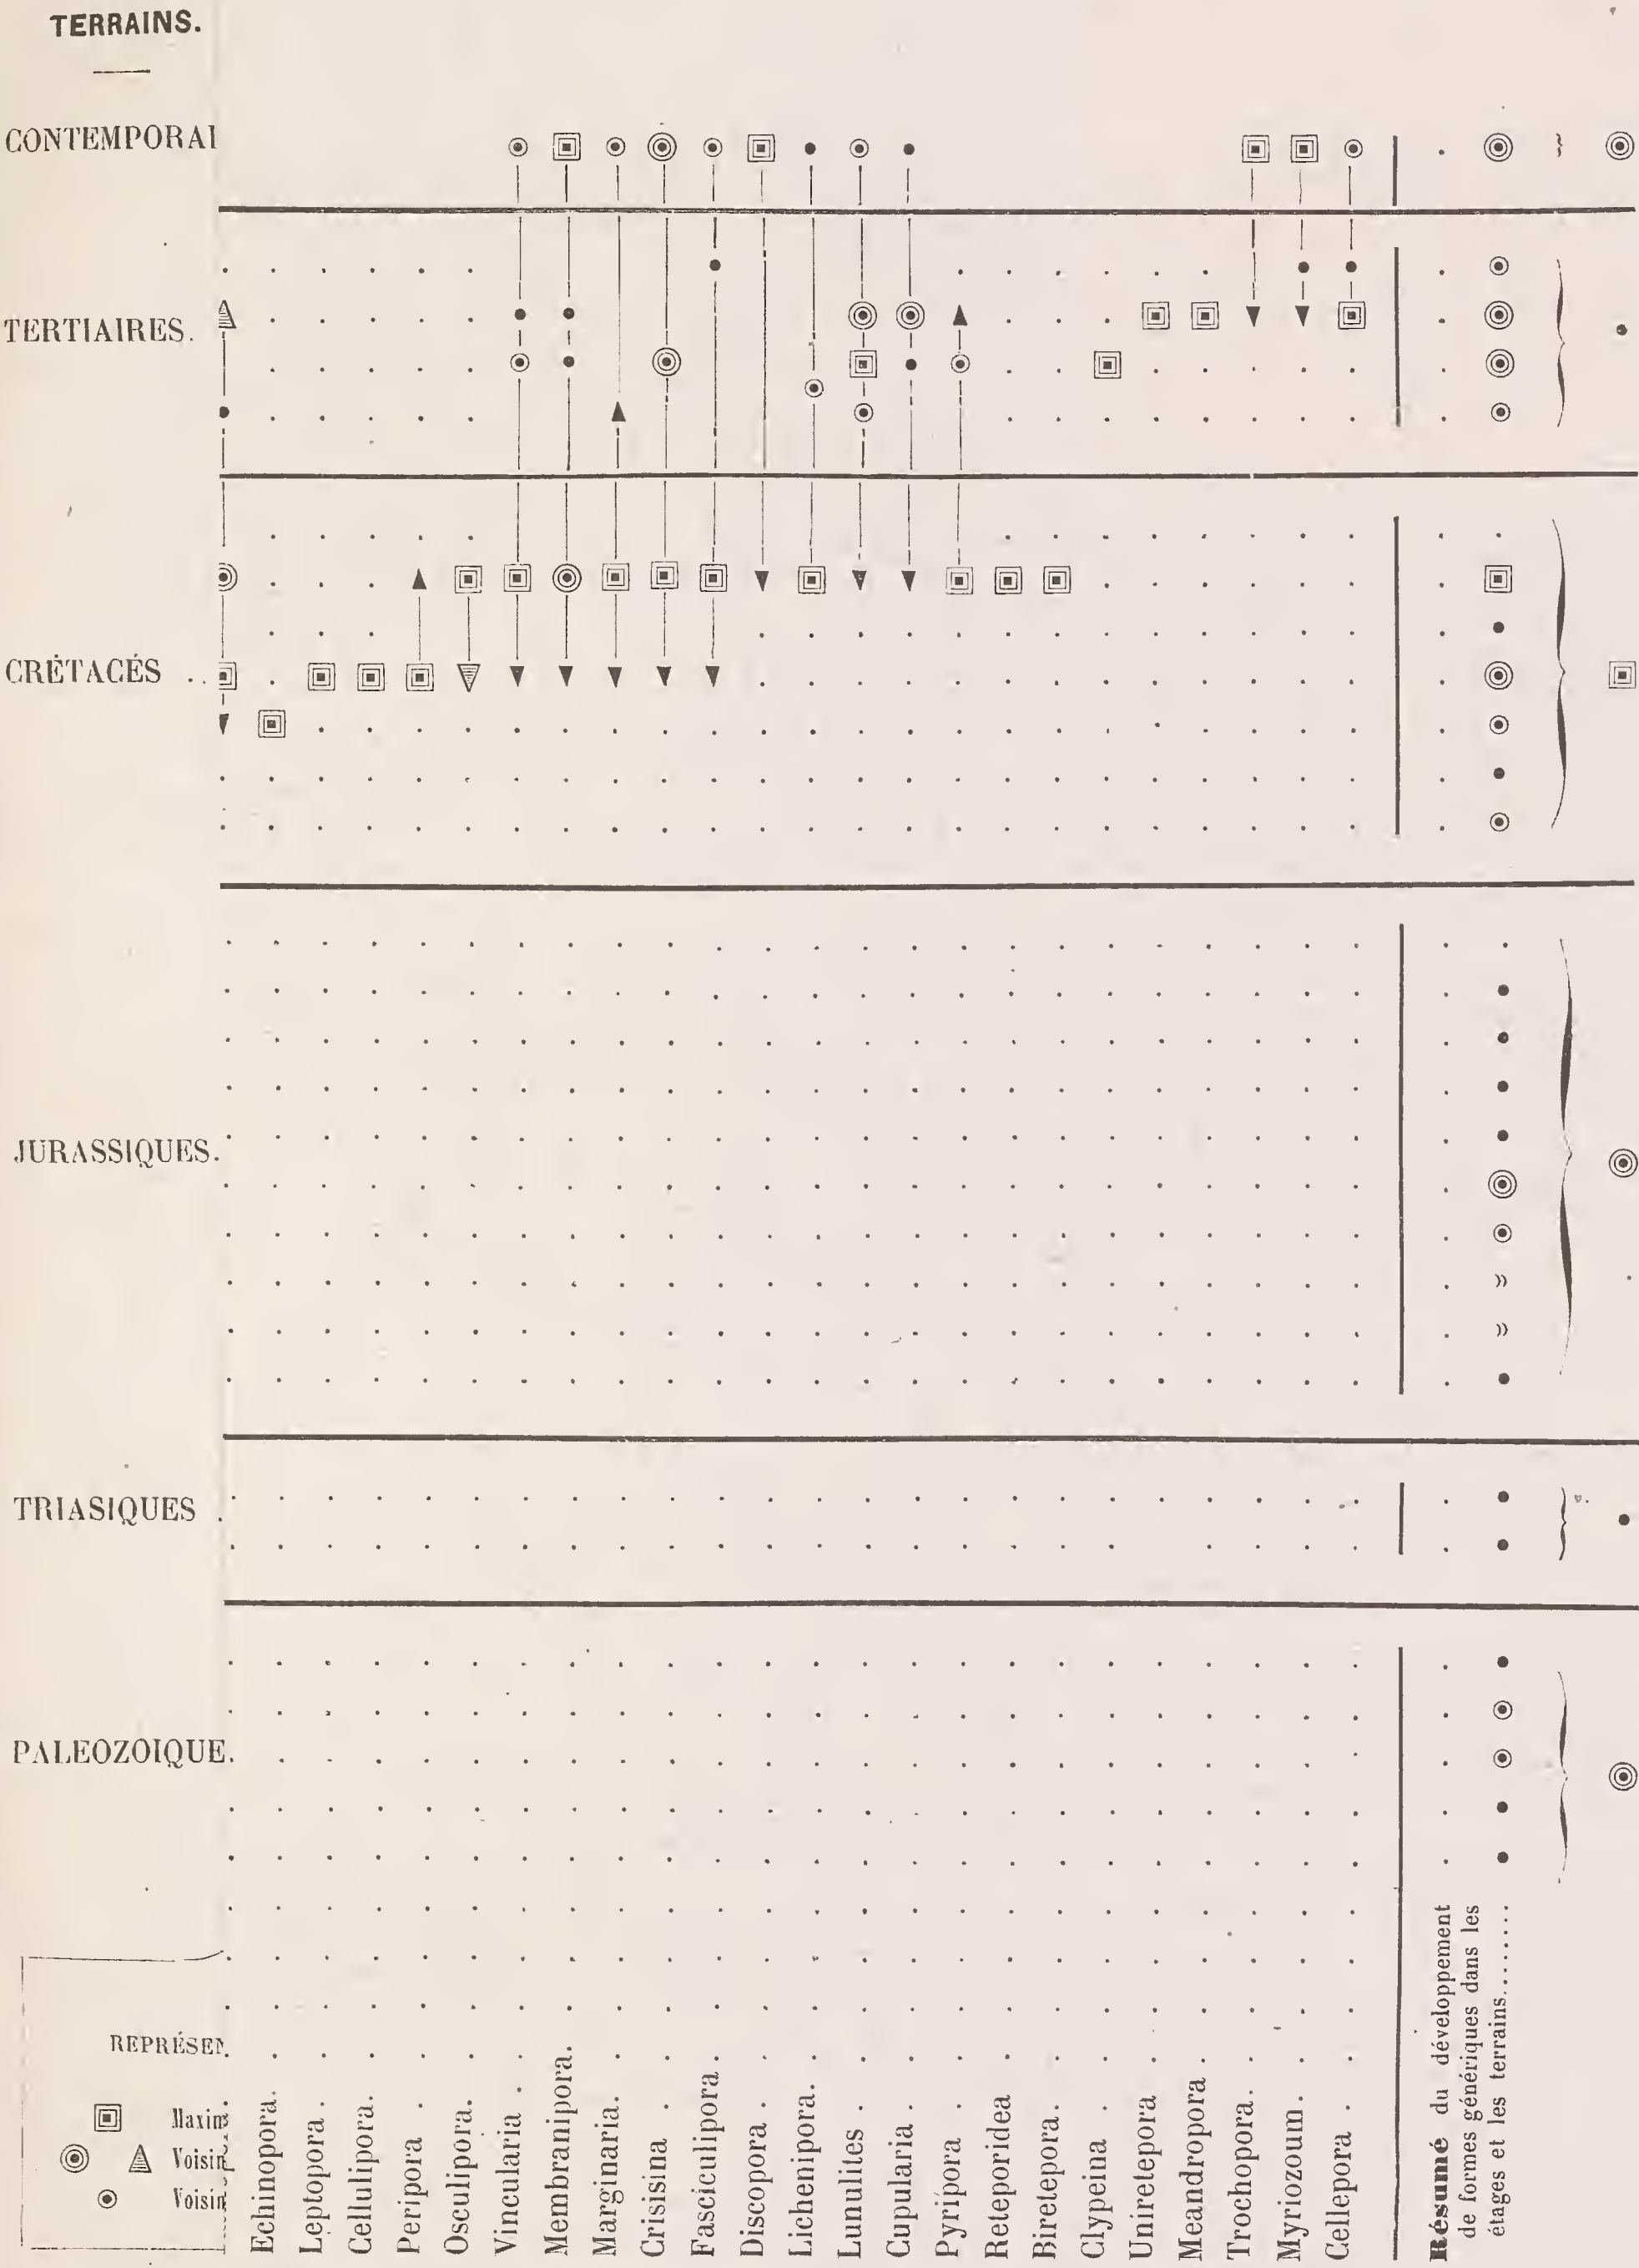 TERRAINS.
CONTEMPORAI
TERTIAIRES.
CRÉTACÉS ..
JURASSIQUES.
TRIASIQUES .
PALEOZOIQUE.
REPRÉSEN
Maxim
Voisin
Voisin
Echinopora.
Leptopora.
Cellulipora.
Peripora .
Osculipora.
Vincularia .
Membranipora.
Marginaria.
Crisisina .
Fasciculipora.
Discopora .
Lichenipora.
Lunulites .
Cupularia .
Pyripora .
Reteporidea
Biretepora.
Clypeina .
Uniretepora
Meandropora .
Trochopora.
Myriozoum.
Cellepora .
Résumé du développement
de formes génériques dans les
étages et les terrains........